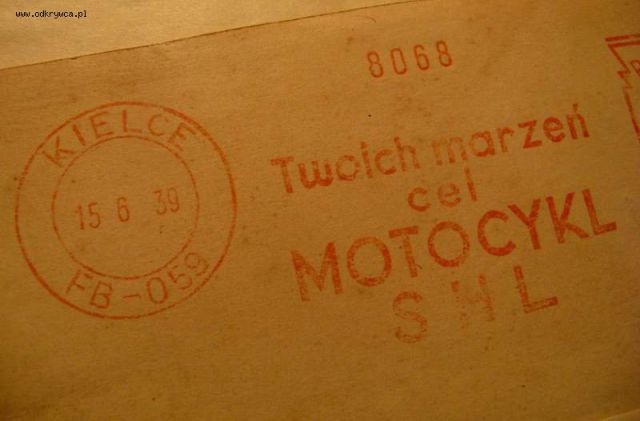 www.odkrywca.pl
8068
KIELCE
15 6 39
FB-059
Twoich marzeń
cel
MOTOCYKL
SHL